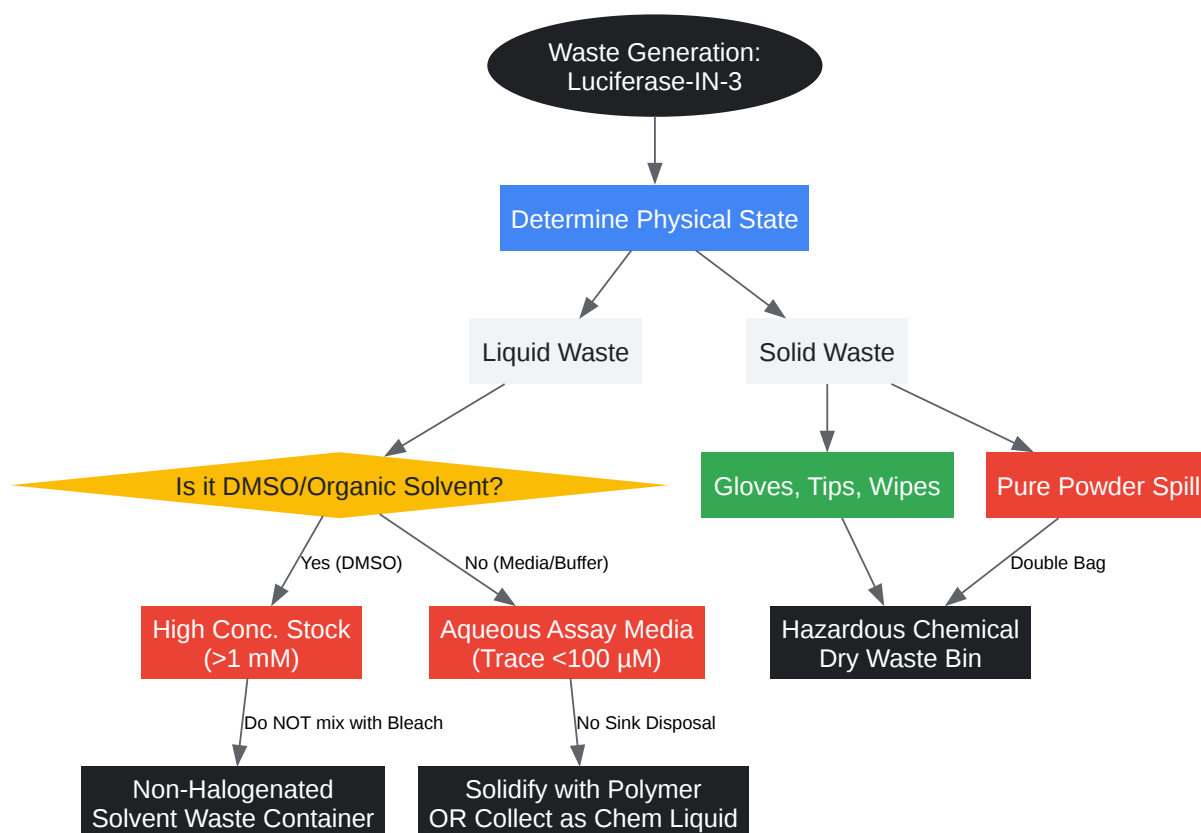 Waste Generation:
Luciferase-IN-3
Determine Physical State
Liquid Waste
Solid Waste
Is it DMSO/Organic Solvent?
Gloves, Tips, Wipes
Pure Powder Spill
Yes (DMSO)
No (Media/Buffer)
Double Bag
High Conc. Stock
(>1 mM)
Aqueous Assay Media
(Trace <100 µM)
Hazardous Chemical
Dry Waste Bin
Do NOT mix with Bleach
No Sink Disposal
Non-Halogenated
Solvent Waste Container
Solidify with Polymer
OR Collect as Chem Liquid